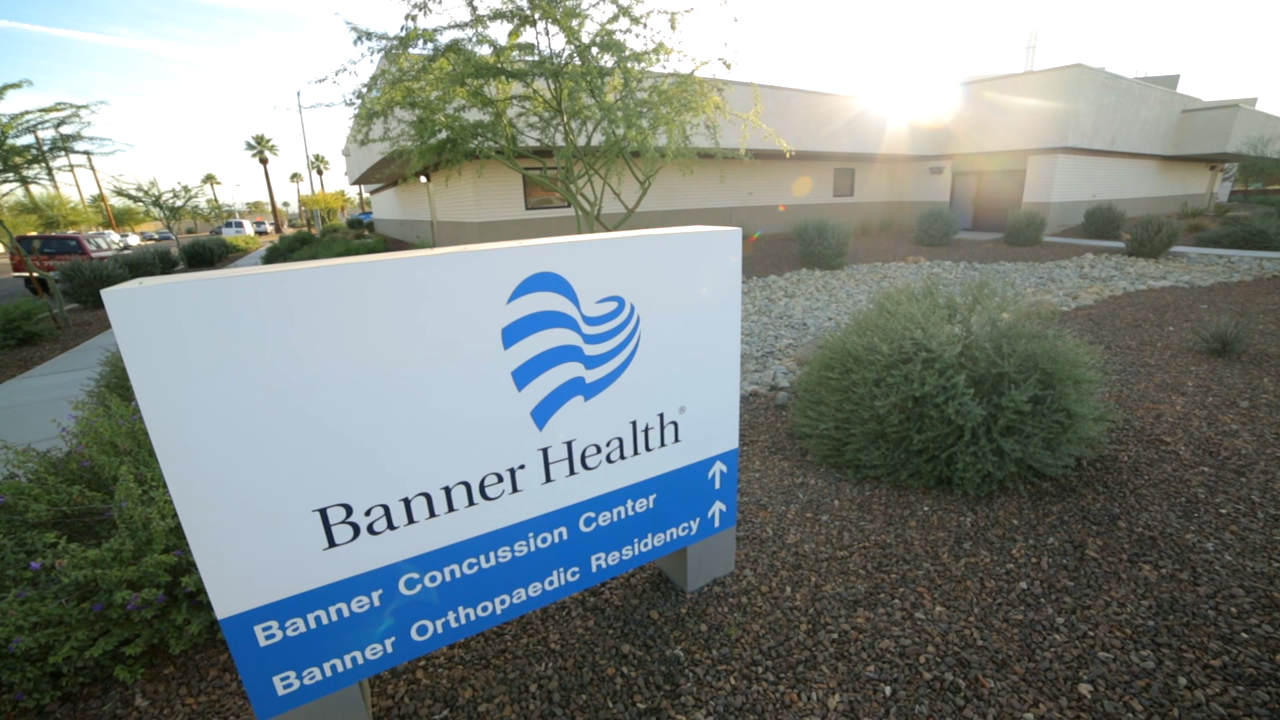 Banner Health®
Banner Concussion Center ↑
Banner Orthopaedic Residency ↑